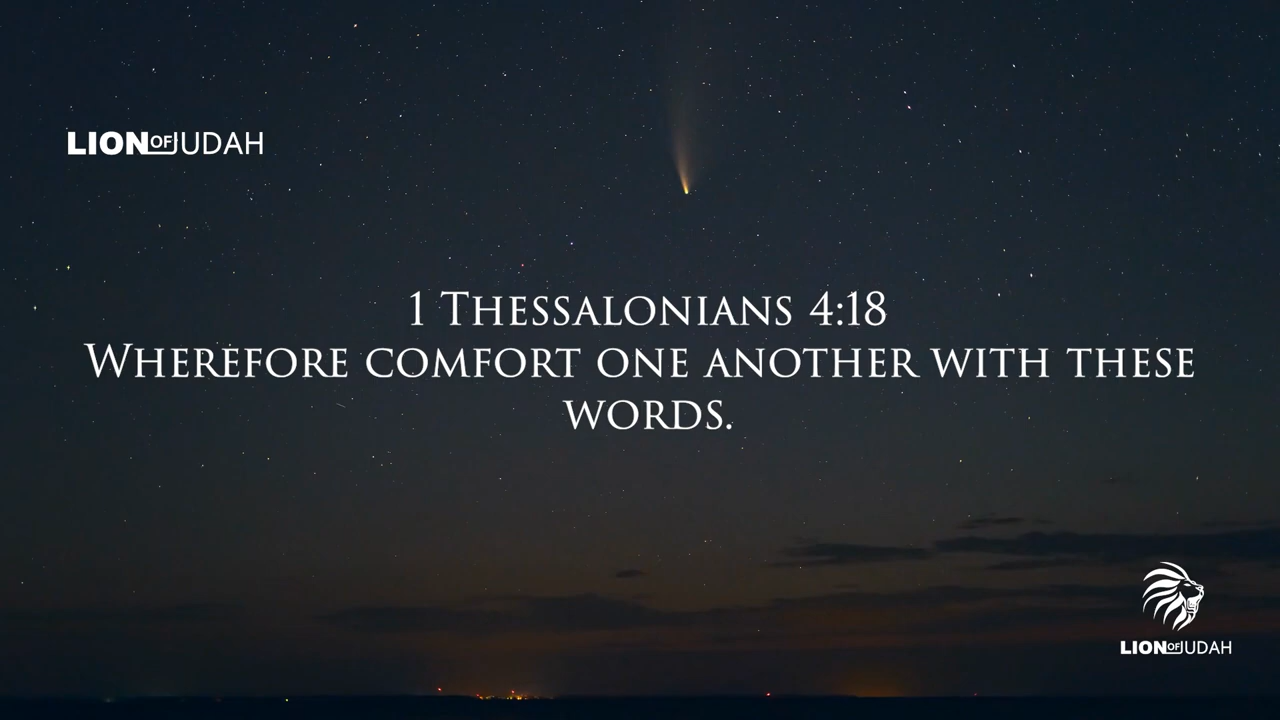 LION OF JUDAH
1 Thessalonians 4:18
Wherefore comfort one another with these
words.
LION OF JUDAH